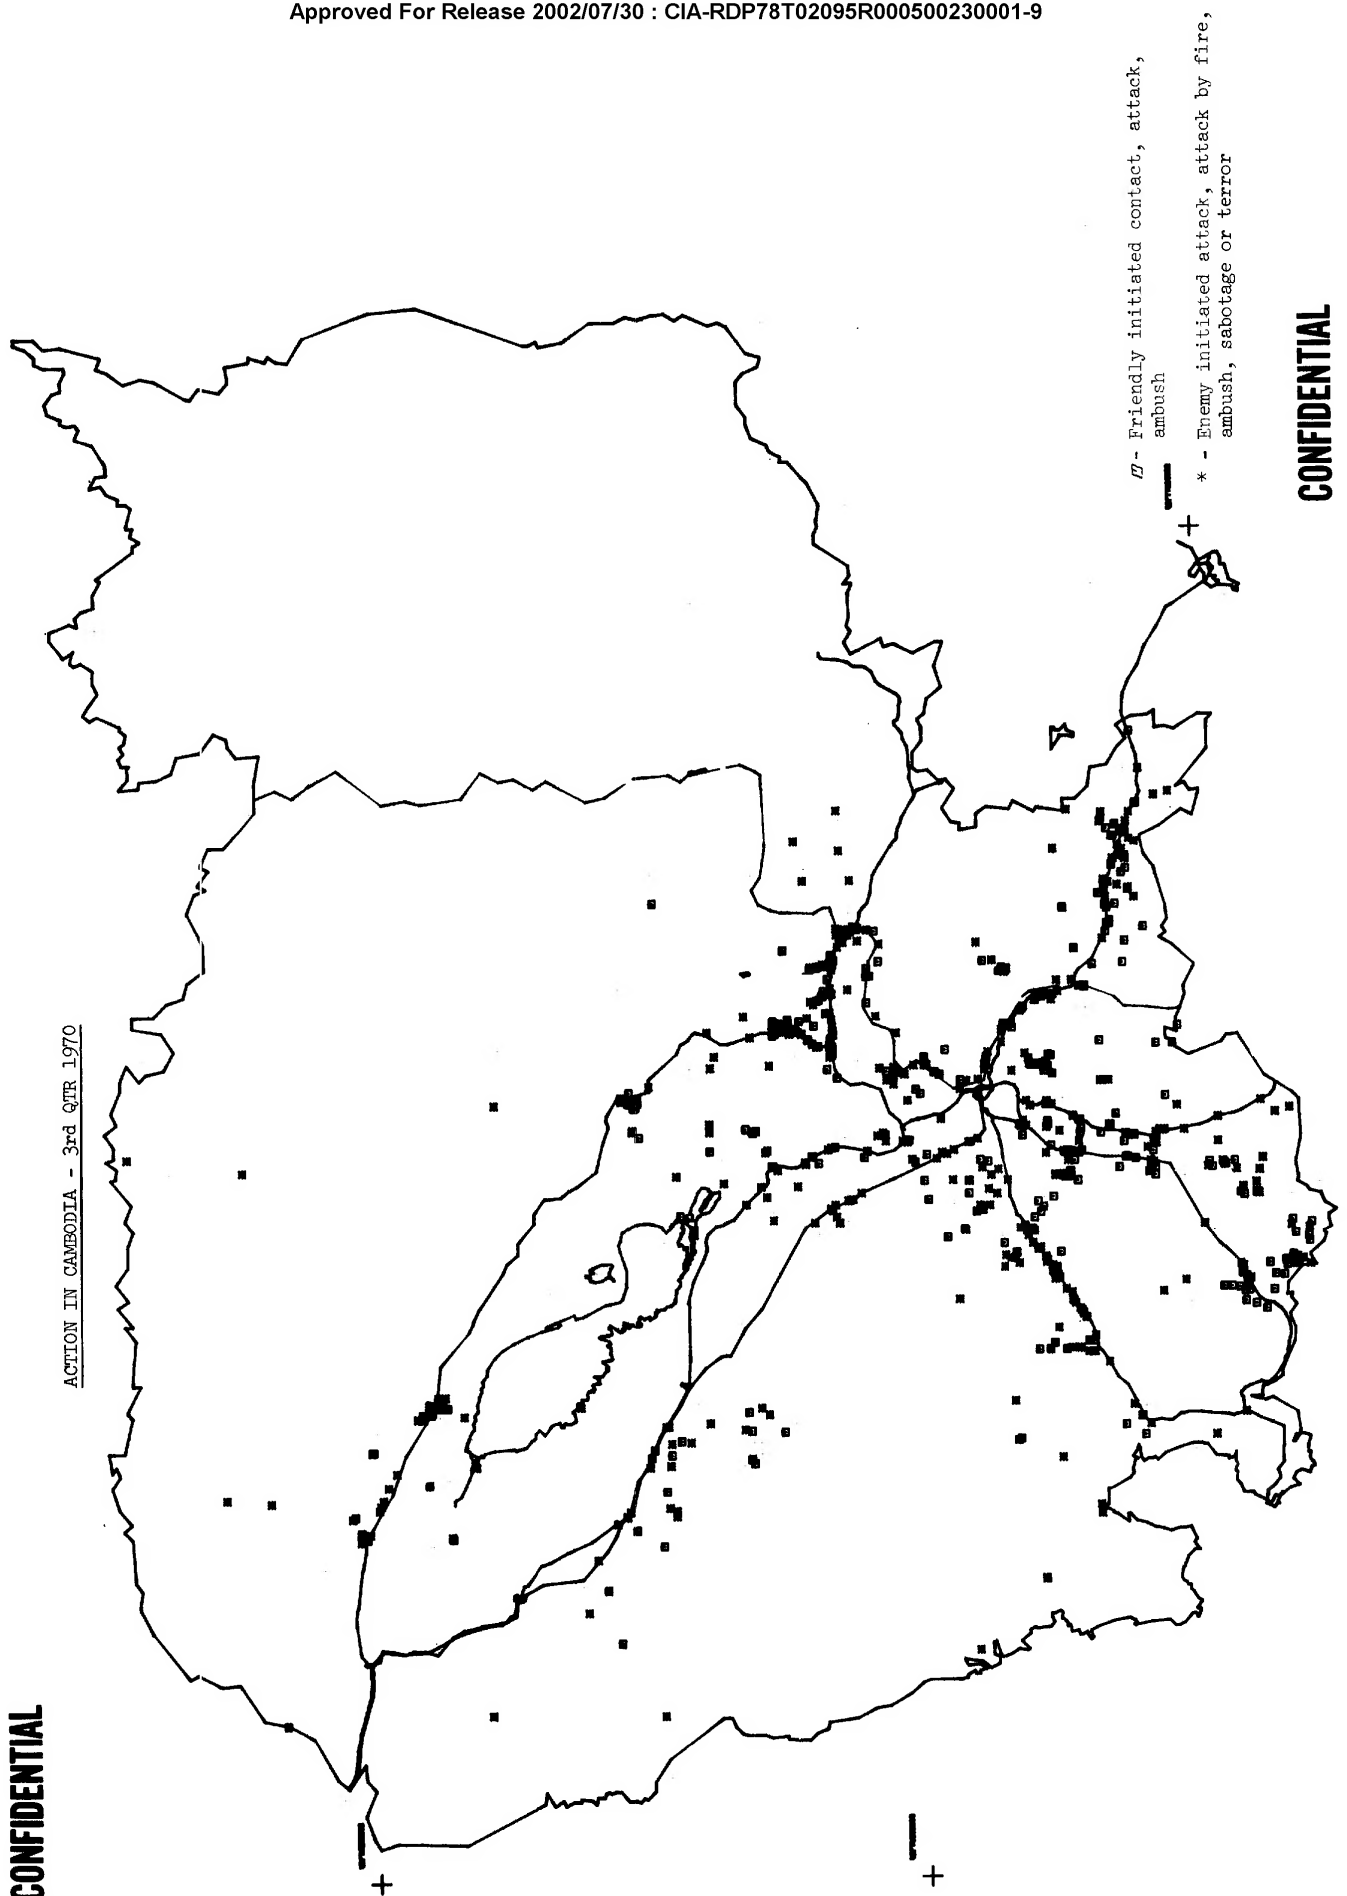 Approved For Release 2002/07/30 : CIA-RDP78T02095R000500230001-9
CONFIDENTIAL
ACTION IN CAMBODIA - 3rd QTR 1970
- Friendly initiated contact, attack,
ambush
* - Enemy initiated attack, attack by fire,
ambush, sabotage or terror
CONFIDENTIAL